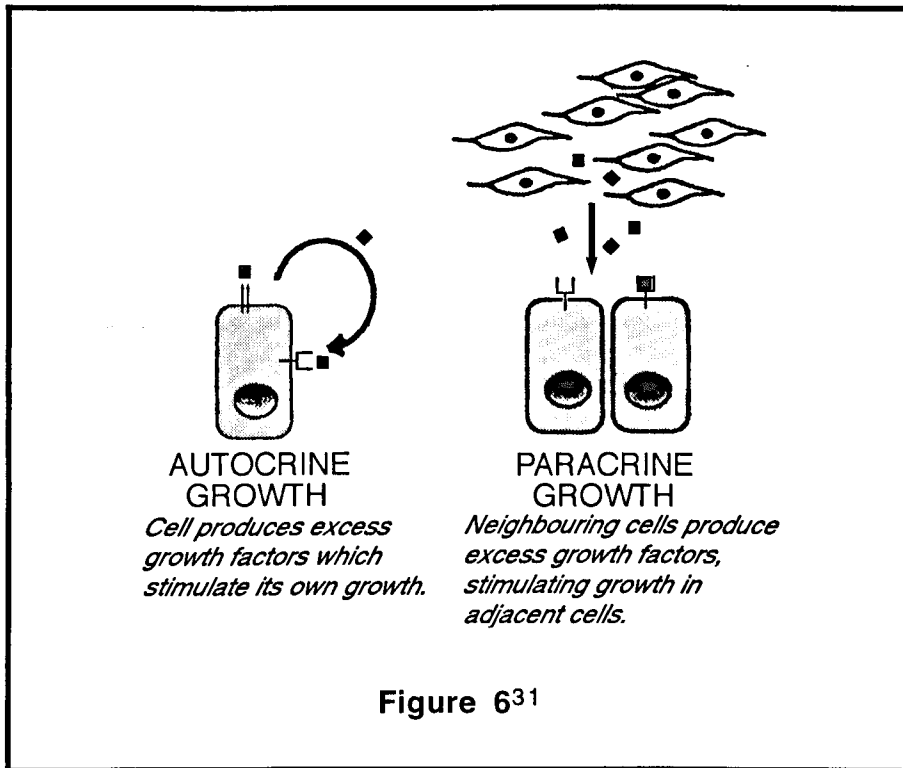 AUTOCRINE
GROWTH
Cell produces excess
growth factors which
stimulate its own growth.
PARACRINE
GROWTH
Neighbouring cells produce
excess growth factors,
stimulating growth in
adjacent cells.
Figure 6³¹